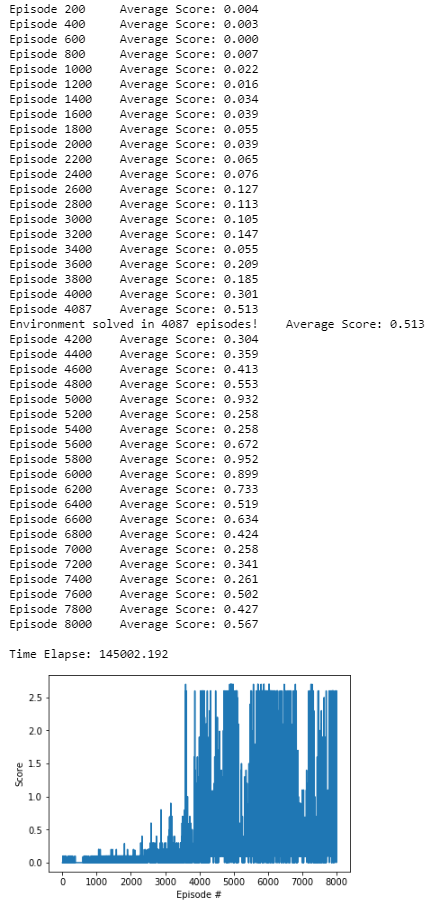 Episode 200 Average Score: 0.004
Episode 400 Average Score: 0.003
Episode 600 Average Score: 0.000
Episode 800 Average Score: 0.007
Episode 1000 Average Score: 0.022
Episode 1200 Average Score: 0.016
Episode 1400 Average Score: 0.034
Episode 1600 Average Score: 0.039
Episode 1800 Average Score: 0.055
Episode 2000 Average Score: 0.039
Episode 2200 Average Score: 0.065
Episode 2400 Average Score: 0.076
Episode 2600 Average Score: 0.127
Episode 2800 Average Score: 0.113
Episode 3000 Average Score: 0.105
Episode 3200 Average Score: 0.147
Episode 3400 Average Score: 0.055
Episode 3600 Average Score: 0.209
Episode 3800 Average Score: 0.185
Episode 4000 Average Score: 0.301
Episode 4087 Average Score: 0.513
Environment solved in 4087 episodes! Average Score: 0.513
Episode 4200 Average Score: 0.304
Episode 4400 Average Score: 0.359
Episode 4600 Average Score: 0.413
Episode 4800 Average Score: 0.553
Episode 5000 Average Score: 0.932
Episode 5200 Average Score: 0.258
Episode 5400 Average Score: 0.258
Episode 5600 Average Score: 0.672
Episode 5800 Average Score: 0.952
Episode 6000 Average Score: 0.899
Episode 6200 Average Score: 0.733
Episode 6400 Average Score: 0.519
Episode 6600 Average Score: 0.634
Episode 6800 Average Score: 0.424
Episode 7000 Average Score: 0.258
Episode 7200 Average Score: 0.341
Episode 7400 Average Score: 0.261
Episode 7600 Average Score: 0.502
Episode 7800 Average Score: 0.427
Episode 8000 Average Score: 0.567
Time Elapse: 145002.192
2.5
2.0
1.5
Score
1.0
0.5
0.0
0 1000 2000 3000 4000 5000 6000 7000 8000
Episode #